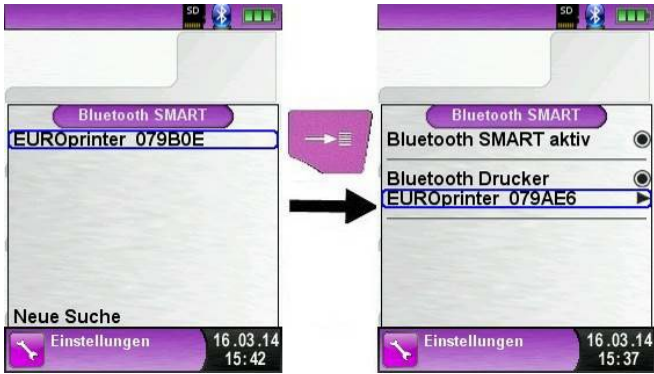 SD
Bluetooth SMART
EUROprinter 079B0E
Neue Suche
Einstellungen
16.03.14
15:42
SD
Bluetooth SMART
Bluetooth SMART aktiv
Bluetooth Drucker
EUROprinter 079AE6
Einstellungen
16.03.14
15:37